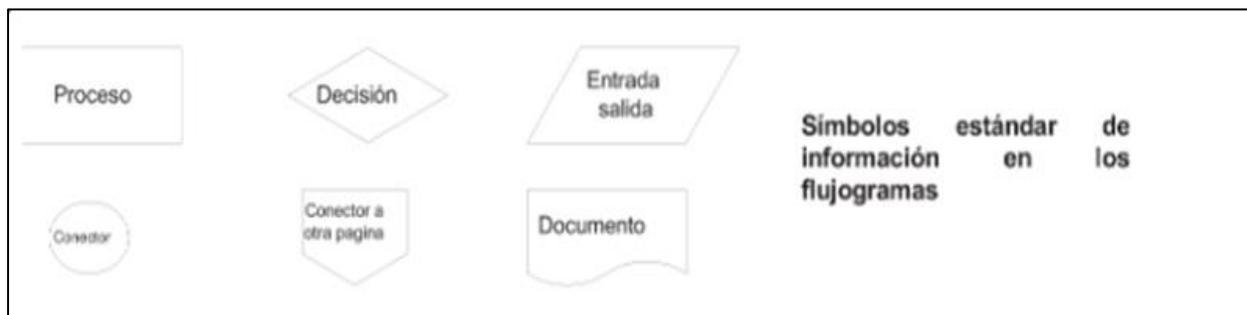 Proceso
Decisión
Entrada
salida
Símbolos estándar de
información en los
flujogramas
Conector
Conector a
otra pagina
Documento